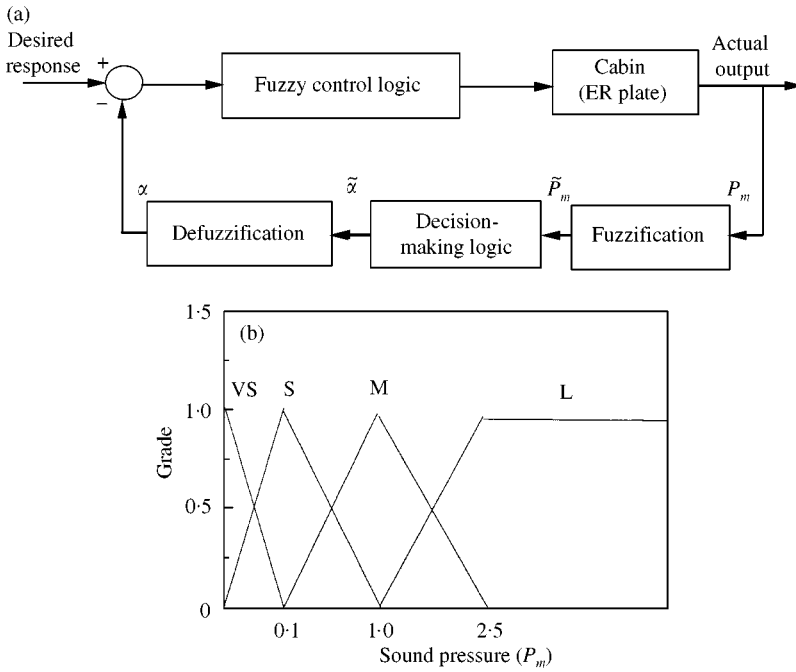 (a)
Desired
response
+
−
Fuzzy control logic
Cabin
(ER plate)
Actual
output
α
Defuzzification
α̃
Decision-
making logic
P̃m
Fuzzification
Pm
(b)
1·5
1·0
0·5
0
Grade
VS
S
M
L
0·1
1·0
2·5
Sound pressure (Pm)